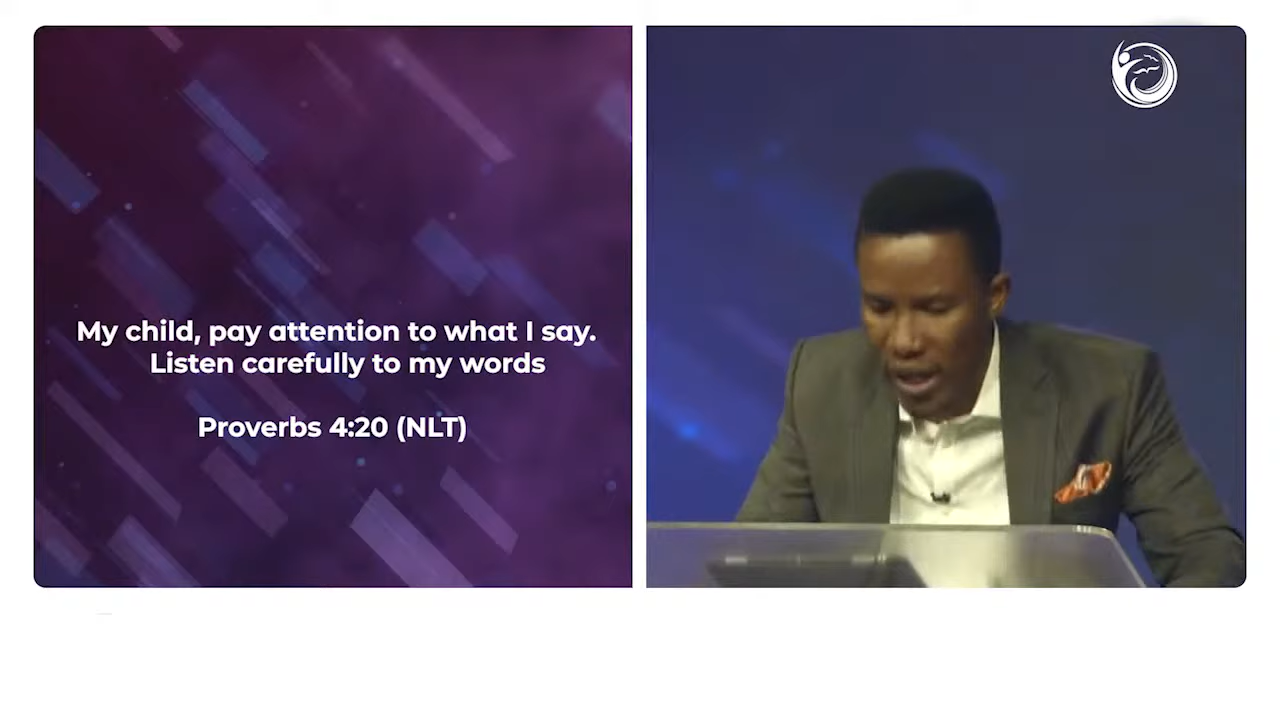 My child, pay attention to what I say.
Listen carefully to my words
Proverbs 4:20 (NLT)